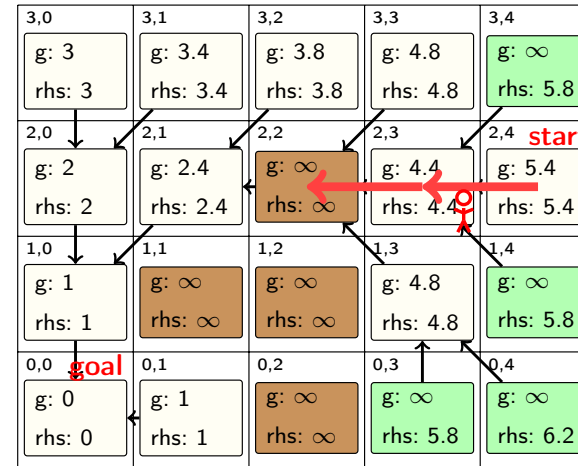 3,0 3,1 3,2 3,3 3,4
g: 3 g: 3.4 g: 3.8 g: 4.8 g: ∞
rhs: 3 rhs: 3.4 rhs: 3.8 rhs: 4.8 rhs: 5.8
2,0 2,1 2,2 2,3 2,4
star
g: 2 g: 2.4 g: ∞ g: 4.4 g: 5.4
rhs: 2 rhs: 2.4 rhs: ∞ rhs: 4.4 rhs: 5.4
1,0 1,1 1,2 1,3 1,4
g: 1 g: ∞ g: ∞ g: 4.8 g: ∞
rhs: 1 rhs: ∞ rhs: ∞ rhs: 4.8 rhs: 5.8
0,0 goal 0,1 0,2 0,3 0,4
g: 0 g: 1 g: ∞ g: ∞ g: ∞
rhs: 0 rhs: 1 rhs: ∞ rhs: 5.8 rhs: 6.2